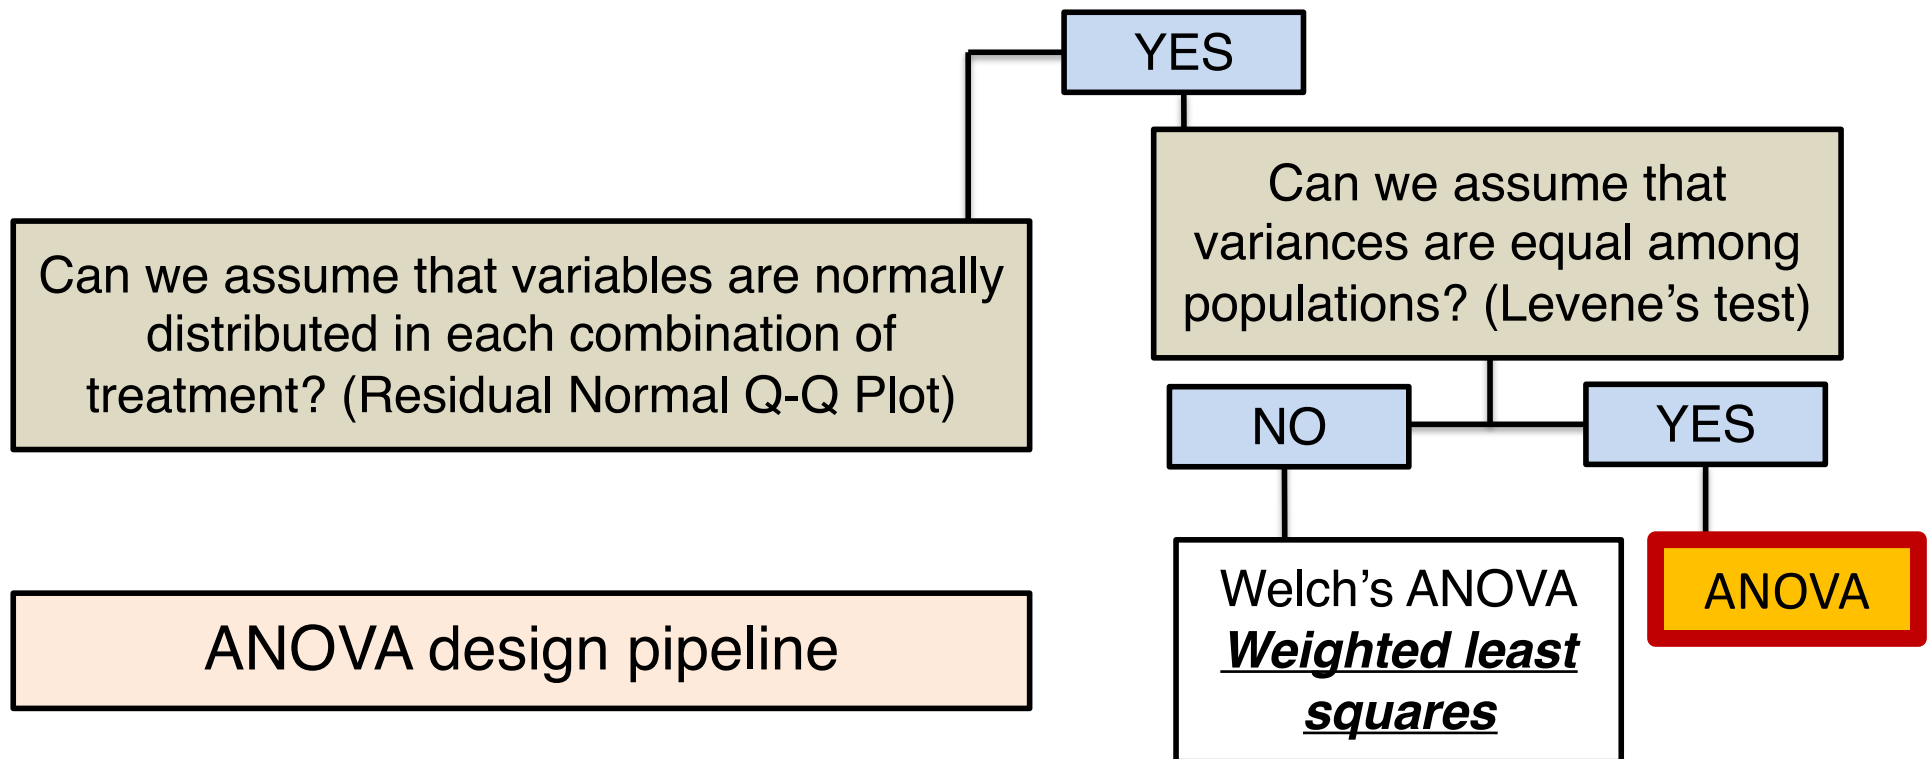 YES
Can we assume that
variances are equal among
populations? (Levene’s test)
Can we assume that variables are normally
distributed in each combination of
treatment? (Residual Normal Q-Q Plot)
NO
YES
Welch’s ANOVA
Weighted least
squares
ANOVA
ANOVA design pipeline